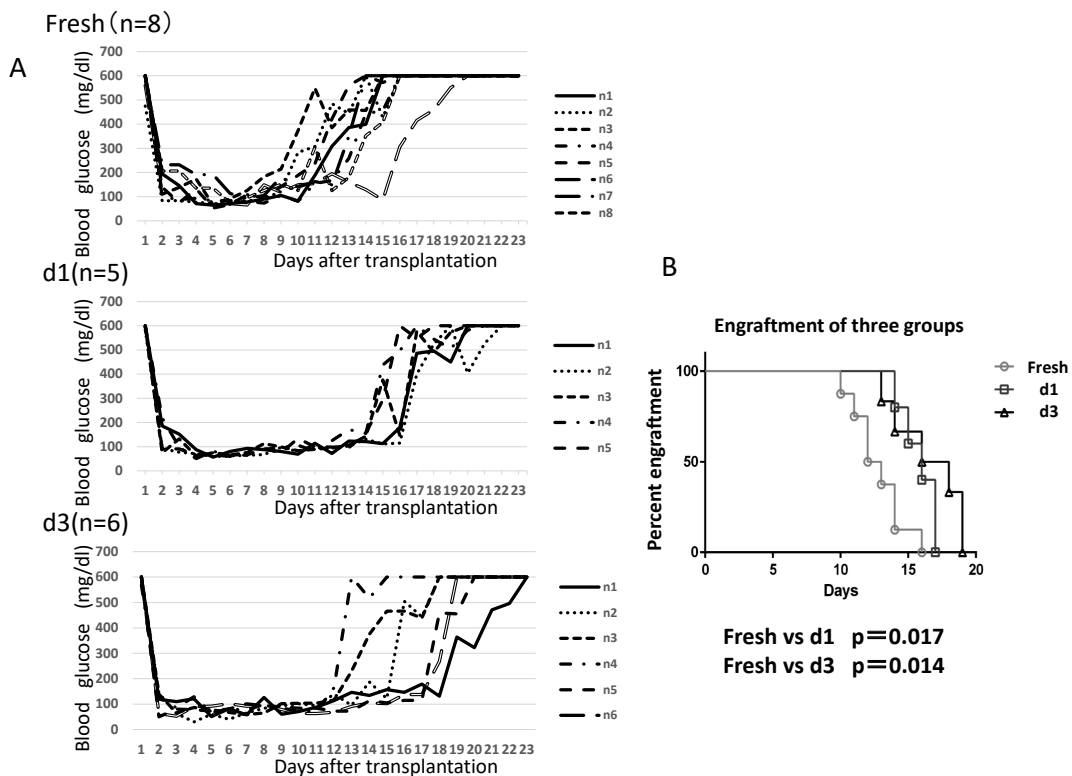 Fresh(n=8)
A
Blood glucose (mg/dl)
700
600
500
400
300
200
100
0
1 2 3 4 5 6 7 8 9 10 11 12 13 14 15 16 17 18 19 20 21 22 23
Days after transplantation
n1
n2
n3
n4
n5
n6
n7
n8
d1(n=5)
Blood glucose (mg/dl)
700
600
500
400
300
200
100
0
1 2 3 4 5 6 7 8 9 10 11 12 13 14 15 16 17 18 19 20 21 22 23
Days after transplantation
n1
n2
n3
n4
n5
d3(n=6)
Blood glucose (mg/dl)
700
600
500
400
300
200
100
0
1 2 3 4 5 6 7 8 9 10 11 12 13 14 15 16 17 18 19 20 21 22 23
Days after transplantation
n1
n2
n3
n4
n5
n6
B
Engraftment of three groups
Percent engraftment
100
50
0
0 5 10 15 20
Days
Fresh
d1
d3
Fresh vs d1 p=0.017
Fresh vs d3 p=0.014